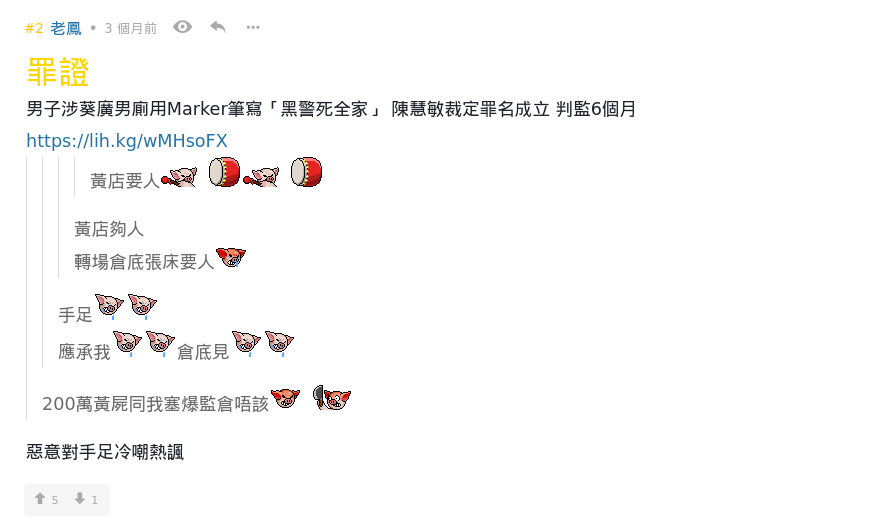 #2 老鳳 • 3 個月前
罪證
男子涉葵廣男廁用Marker筆寫「黑警死全家」 陳慧敏裁定罪名成立 判監6個月
https://lih.kg/wMHsoFX
黃店要人
黃店夠人
轉場倉底張床要人
手足
應承我 倉底見
200萬黃屍同我塞爆監倉唔該
惡意對手足冷嘲熱諷
5 1